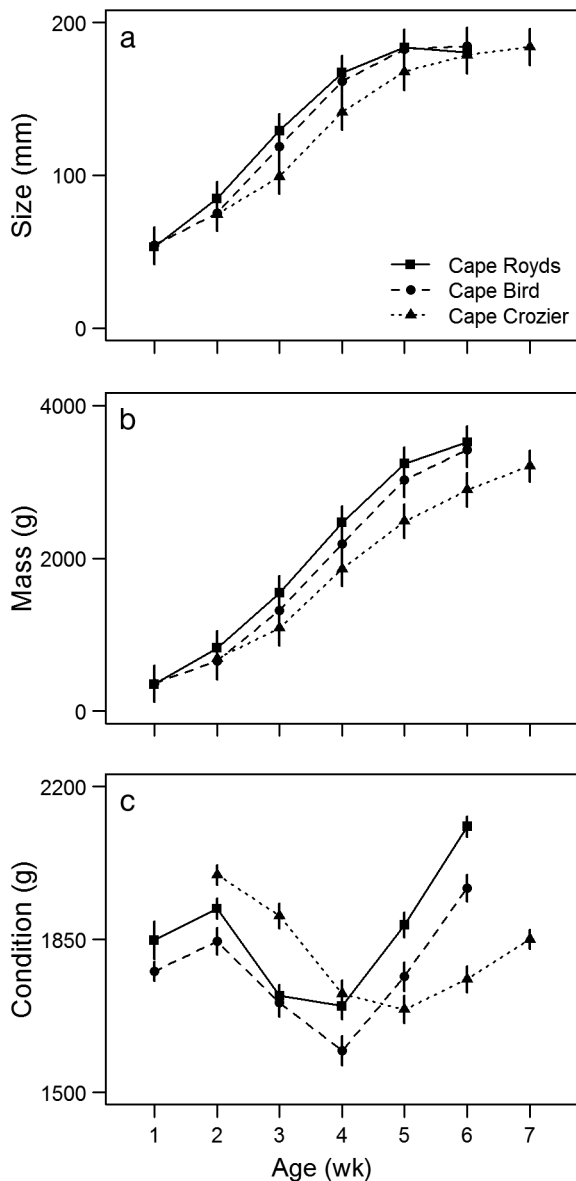 a
200
100
0
Size (mm)
Cape Royds
Cape Bird
Cape Crozier
b
4000
2000
0
Mass (g)
c
2200
1850
1500
Condition (g)
1 2 3 4 5 6 7
Age (wk)